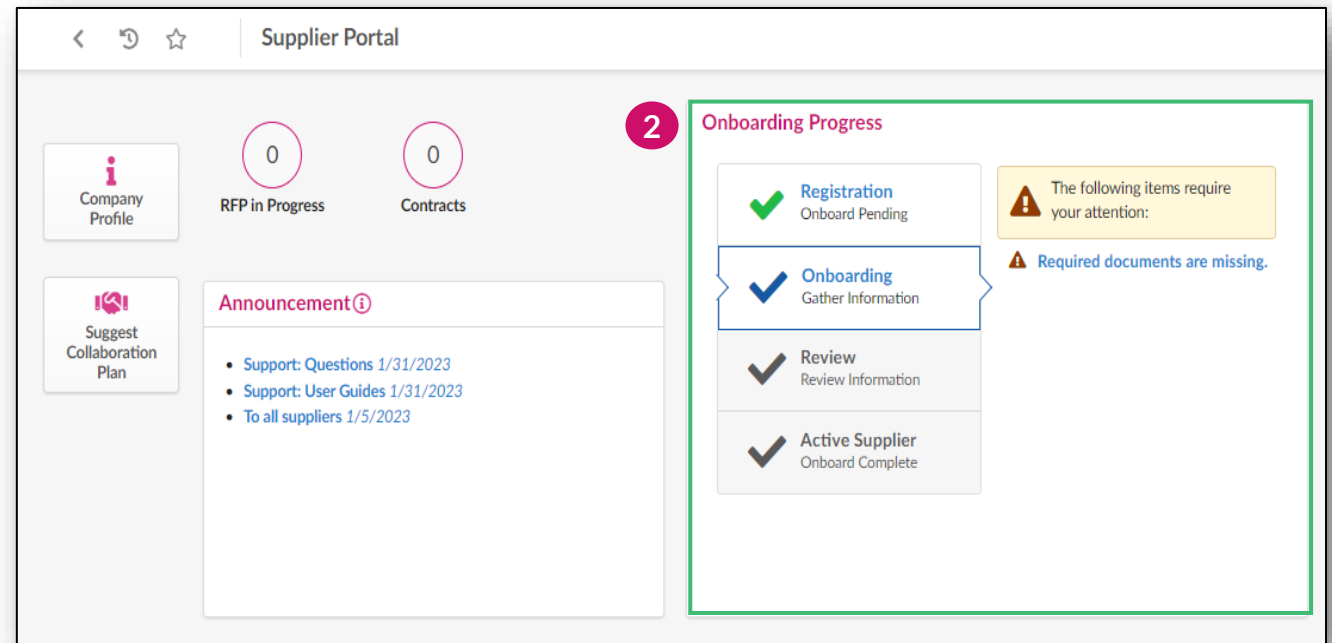 Supplier Portal
Company
Profile
0
RFP in Progress
0
Contracts
Suggest
Collaboration
Plan
Announcement
Support: Questions 1/31/2023
Support: User Guides 1/31/2023
To all suppliers 1/5/2023
2
Onboarding Progress
Registration
Onboard Pending
Onboarding
Gather Information
Review
Review Information
Active Supplier
Onboard Complete
The following items require
your attention:
Required documents are missing.